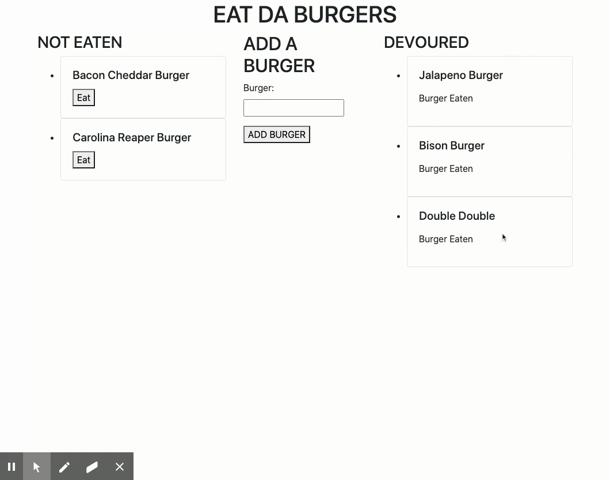 EAT DA BURGERS
NOT EATEN
Bacon Cheddar Burger
Eat
Carolina Reaper Burger
Eat
ADD A
BURGER
Burger:
ADD BURGER
DEVOURED
Jalapeno Burger
Burger Eaten
Bison Burger
Burger Eaten
Double Double
Burger Eaten